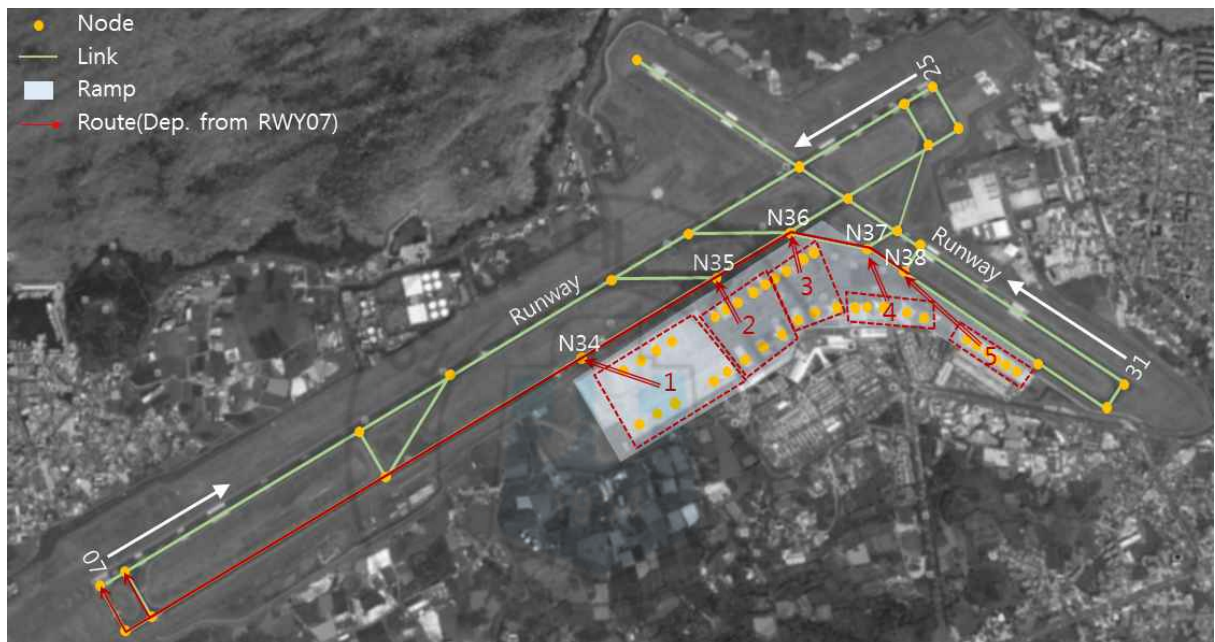 Node
Link
Ramp
Route(Dep. from RWY07)
25
N36
N37
N38
Runway
N35
Runway
3
4
2
N34
5
1
31
07